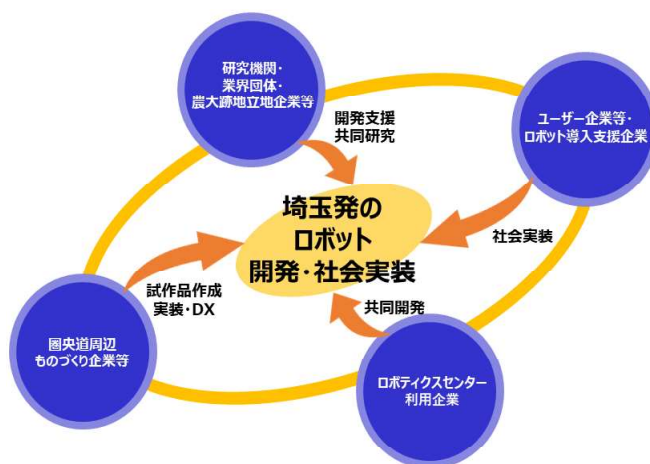 研究機関・
業界団体・
農大跡地立地企業等
開発支援
共同研究
ユーザー企業等・
ロボット導入支援企業
埼玉発の
ロボット
開発・社会実装
社会実装
試作品作成
実装・DX
共同開発
圏央道周辺
ものづくり企業等
ロボティクスセンター
利用企業